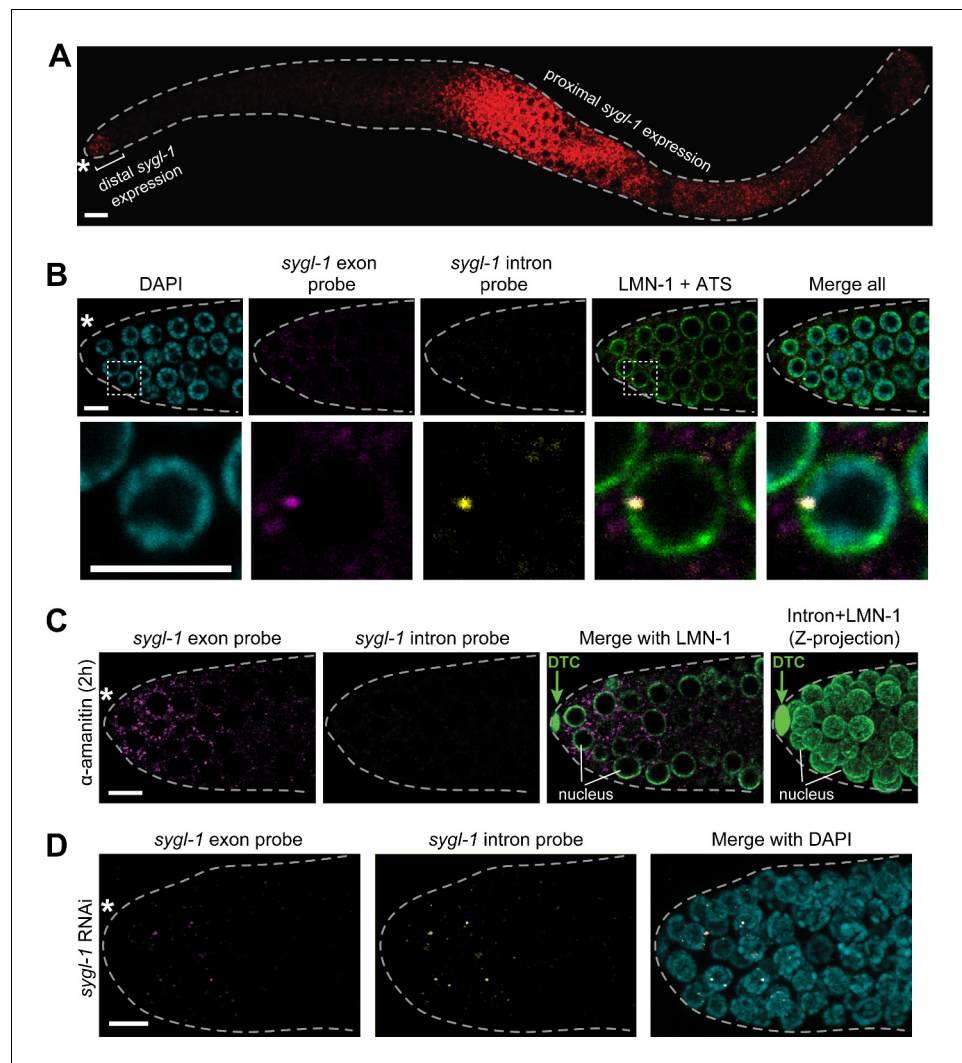 A
proximal sygl-1 expression
*
distal sygl-1
expression
B
DAPI
sygl-1 exon
probe
sygl-1 intron
probe
LMN-1 + ATS
Merge all
*
C
sygl-1 exon probe
sygl-1 intron probe
Merge with LMN-1
Intron+LMN-1
(Z-projection)
α-amanitin (2h)
*
DTC
DTC
nucleus
nucleus
D
sygl-1 exon probe
sygl-1 intron probe
Merge with DAPI
sygl-1 RNAi
*